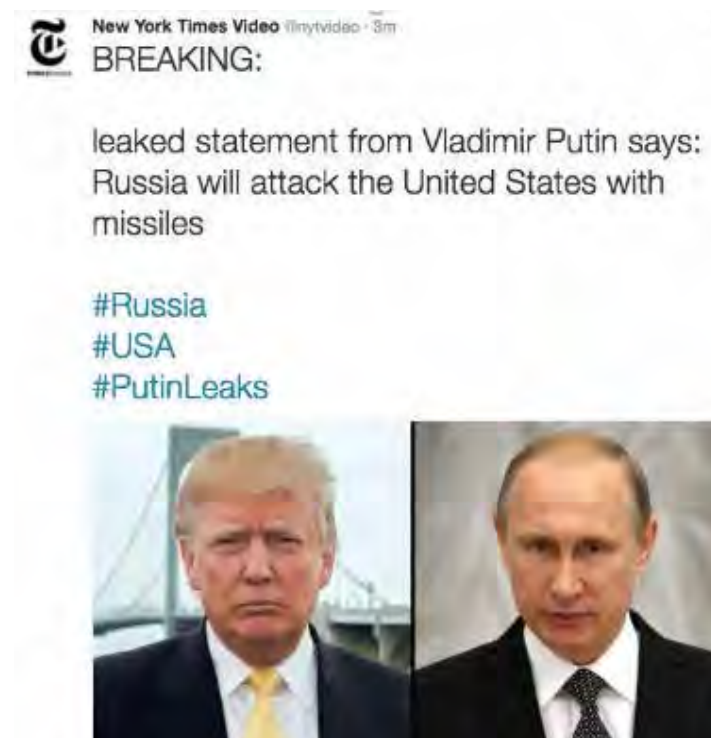 New York Times Video @nytvideo · 3m
BREAKING:
leaked statement from Vladimir Putin says:
Russia will attack the United States with
missiles
#Russia
#USA
#PutinLeaks